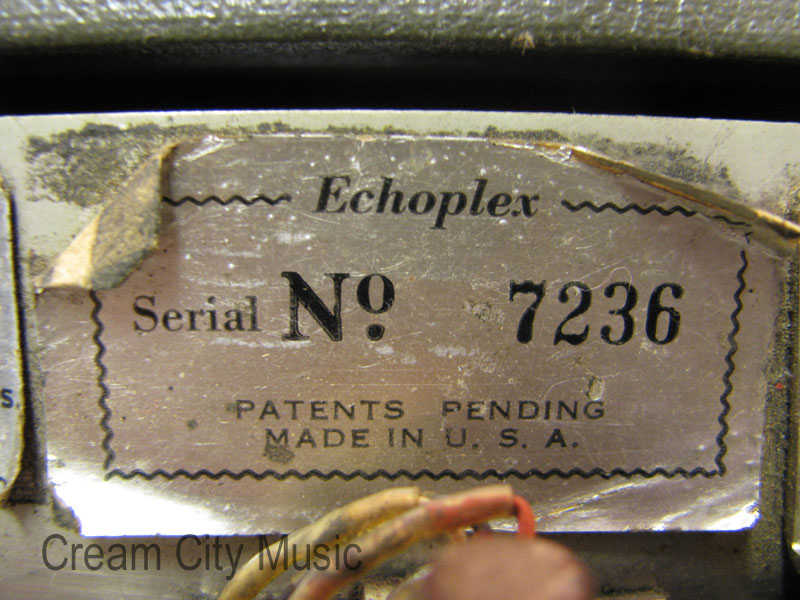 Echoplex
Serial Nº 7236
PATENTS PENDING
MADE IN U. S. A.
s.
Cream City Music